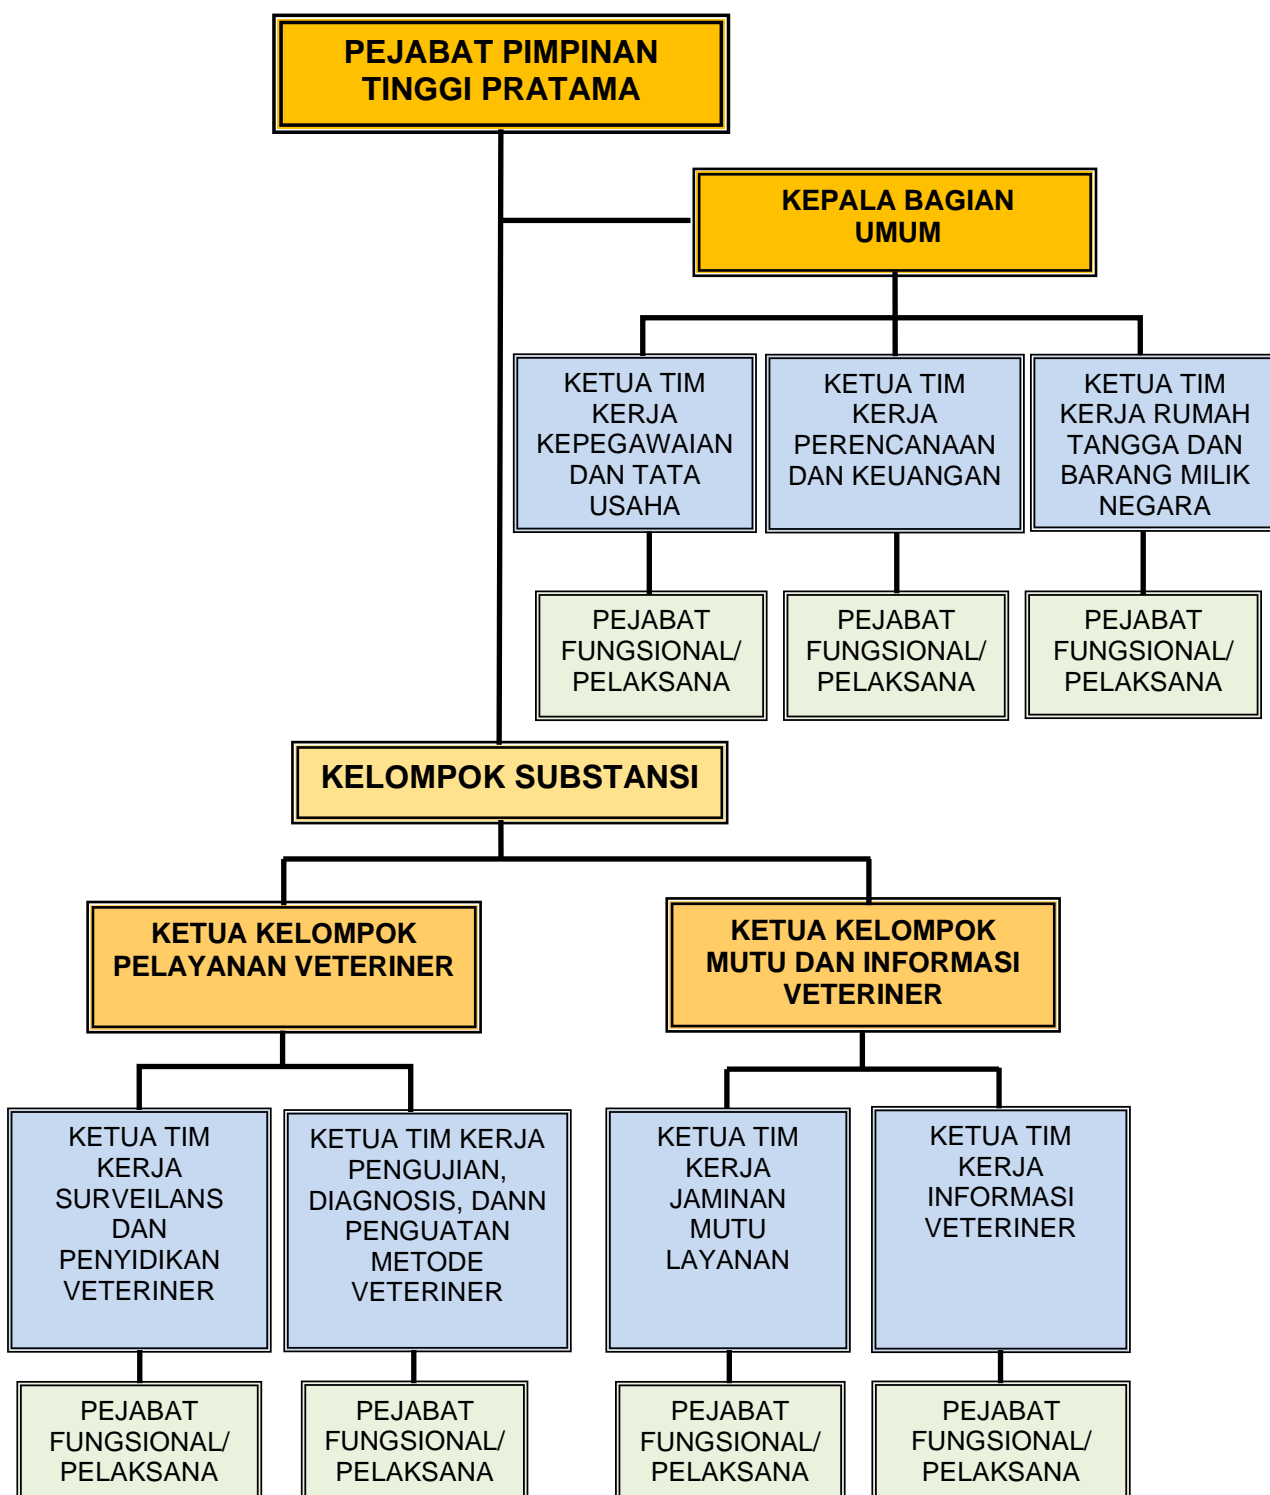 PEJABAT PIMPINAN
TINGGI PRATAMA
KEPALA BAGIAN
UMUM
KETUA TIM
KERJA
KEPEGAWAIAN
DAN TATA
USAHA
KETUA TIM
KERJA
PERENCANAAN
DAN KEUANGAN
KETUA TIM
KERJA RUMAH
TANGGA DAN
BARANG MILIK
NEGARA
PEJABAT
FUNGSIONAL/
PELAKSANA
PEJABAT
FUNGSIONAL/
PELAKSANA
PEJABAT
FUNGSIONAL/
PELAKSANA
KELOMPOK SUBSTANSI
KETUA KELOMPOK
PELAYANAN VETERINER
KETUA KELOMPOK
MUTU DAN INFORMASI
VETERINER
KETUA TIM
KERJA
SURVEILANS
DAN
PENYIDIKAN
VETERINER
KETUA TIM KERJA
PENGUJIAN,
DIAGNOSIS, DANN
PENGUATAN
METODE
VETERINER
KETUA TIM
KERJA
JAMINAN
MUTU
LAYANAN
KETUA TIM
KERJA
INFORMASI
VETERINER
PEJABAT
FUNGSIONAL/
PELAKSANA
PEJABAT
FUNGSIONAL/
PELAKSANA
PEJABAT
FUNGSIONAL/
PELAKSANA
PEJABAT
FUNGSIONAL/
PELAKSANA